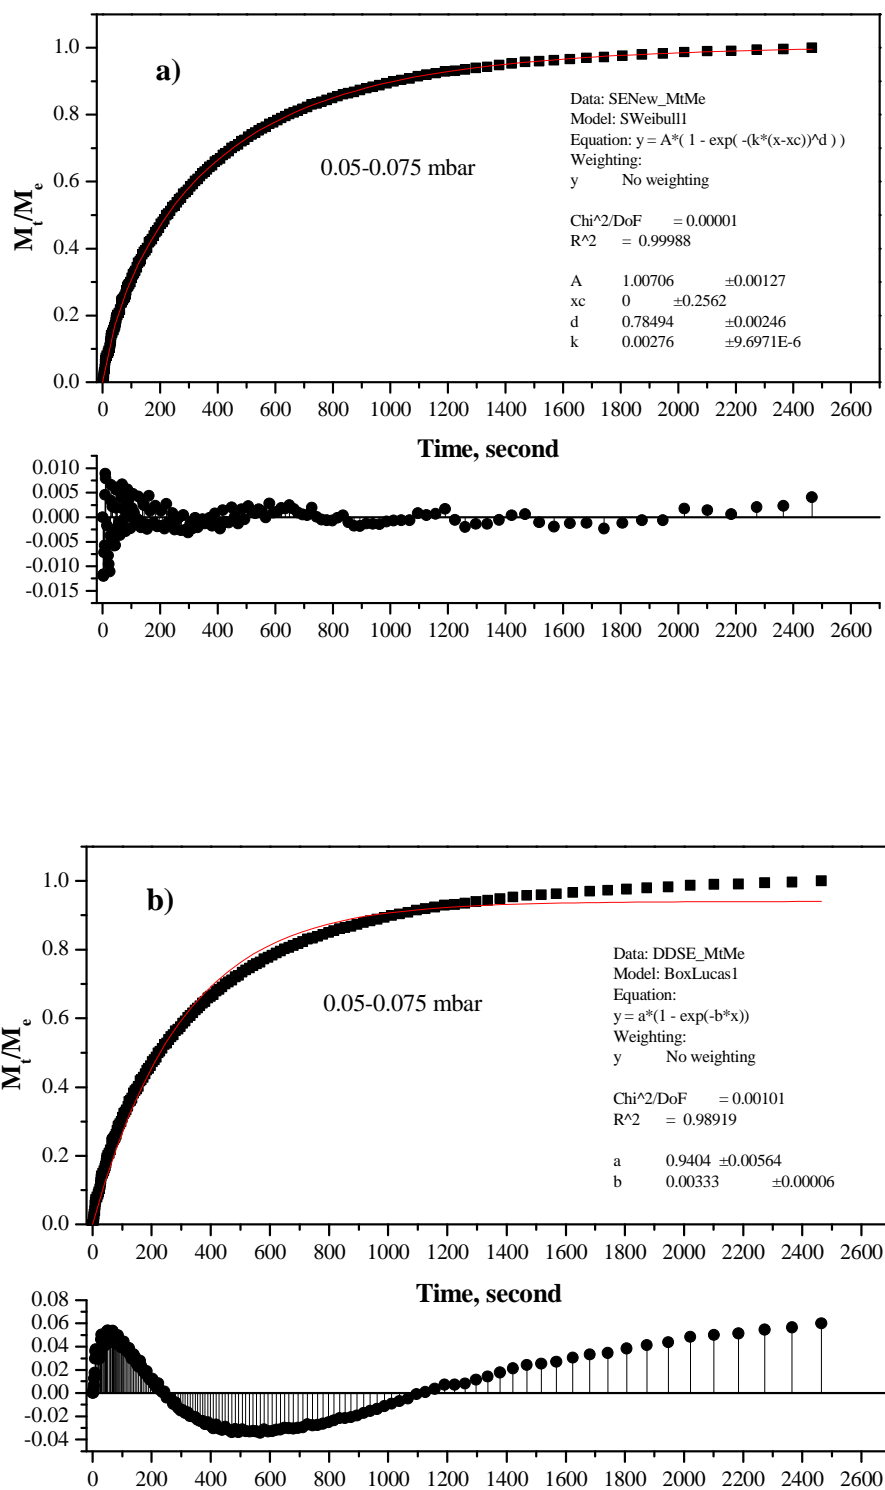 a)
1.0
0.8
0.6
0.4
0.2
0.0
M_t/M_e
0.05-0.075 mbar
Data: SENew_MtMe
Model: SWeibull1
Equation: y = A*( 1 - exp( -(k*(x-xc))^d ) )
Weighting:
y No weighting
Chi^2/DoF = 0.00001
R^2 = 0.99988
A 1.00706 ±0.00127
xc 0 ±0.2562
d 0.78494 ±0.00246
k 0.00276 ±9.6971E-6
0 200 400 600 800 1000 1200 1400 1600 1800 2000 2200 2400 2600
Time, second
0.010
0.005
0.000
-0.005
-0.010
-0.015
0 200 400 600 800 1000 1200 1400 1600 1800 2000 2200 2400 2600
b)
1.0
0.8
0.6
0.4
0.2
0.0
M_t/M_e
0.05-0.075 mbar
Data: DDSE_MtMe
Model: BoxLucas1
Equation:
y = a*(1 - exp(-b*x))
Weighting:
y No weighting
Chi^2/DoF = 0.00101
R^2 = 0.98919
a 0.9404 ±0.00564
b 0.00333 ±0.00006
0 200 400 600 800 1000 1200 1400 1600 1800 2000 2200 2400 2600
Time, second
0.08
0.06
0.04
0.02
0.00
-0.02
-0.04
0 200 400 600 800 1000 1200 1400 1600 1800 2000 2200 2400 2600